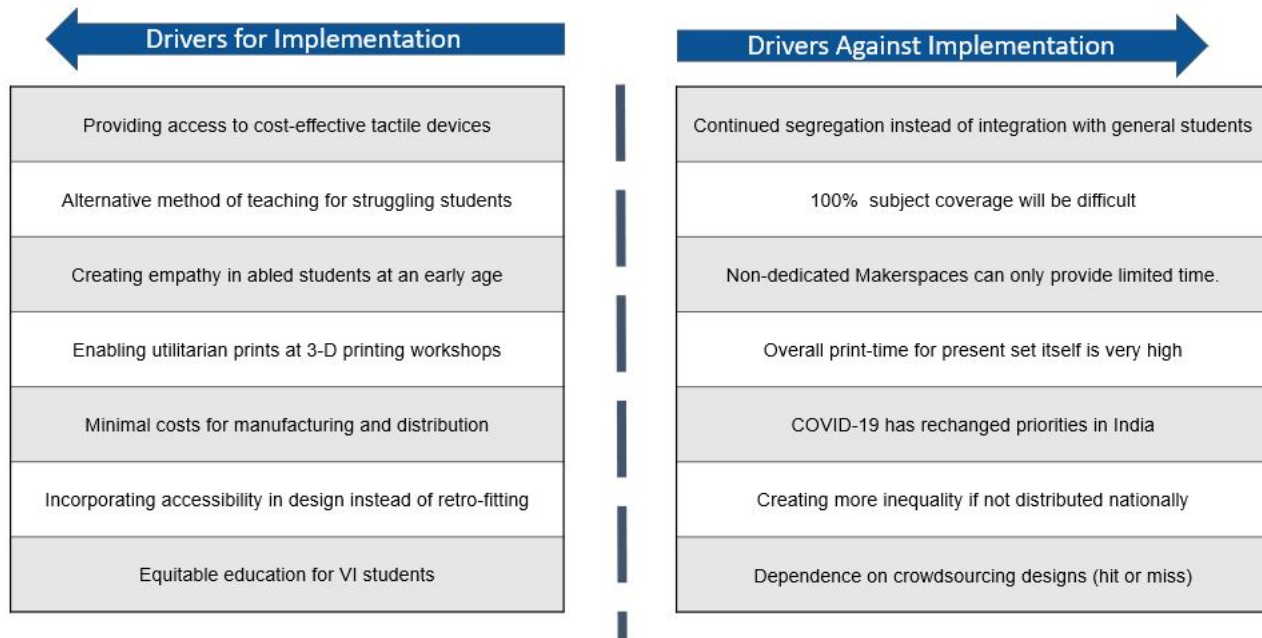 Drivers for Implementation
Providing access to cost-effective tactile devices
Alternative method of teaching for struggling students
Creating empathy in abled students at an early age
Enabling utilitarian prints at 3-D printing workshops
Minimal costs for manufacturing and distribution
Incorporating accessibility in design instead of retro-fitting
Equitable education for VI students
Drivers Against Implementation
Continued segregation instead of integration with general students
100% subject coverage will be difficult
Non-dedicated Makerspaces can only provide limited time.
Overall print-time for present set itself is very high
COVID-19 has rechanged priorities in India
Creating more inequality if not distributed nationally
Dependence on crowdsourcing designs (hit or miss)